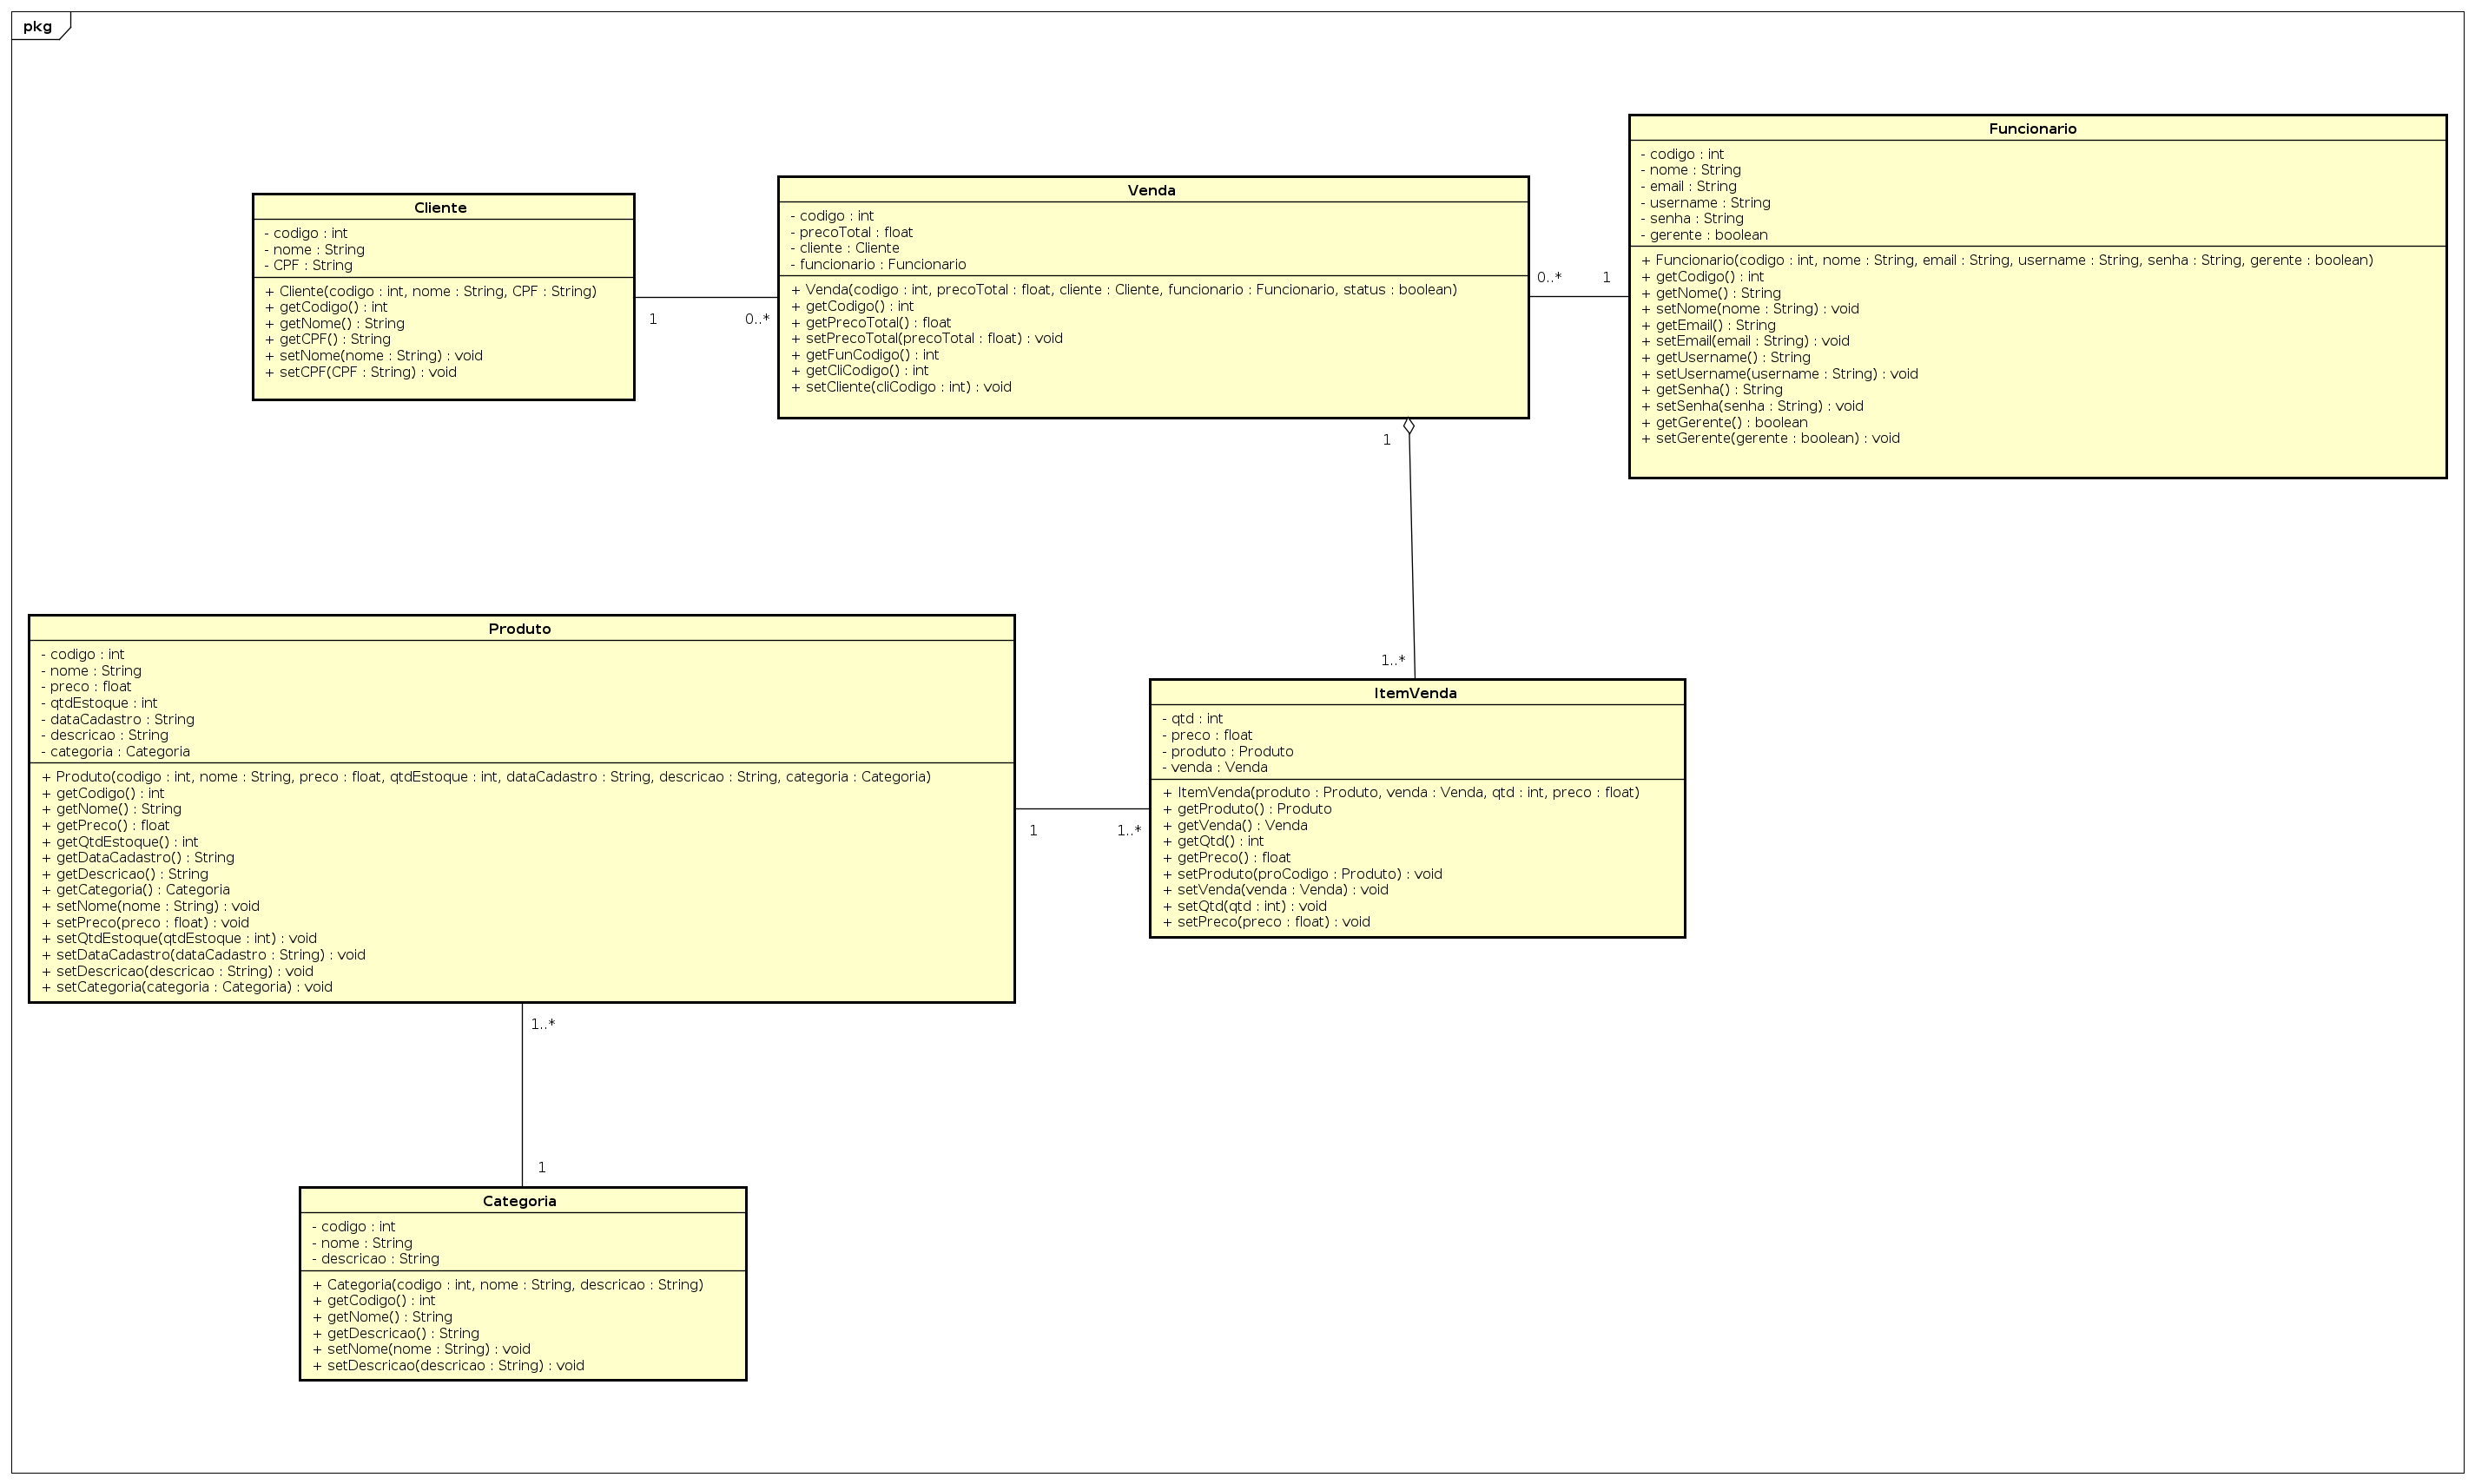 pkg
Cliente
- codigo : int
- nome : String
- CPF : String
+ Cliente(codigo : int, nome : String, CPF : String)
+ getCodigo() : int
+ getNome() : String
+ getCPF() : String
+ setNome(nome : String) : void
+ setCPF(CPF : String) : void
1
0..*
Venda
- codigo : int
- precoTotal : float
- cliente : Cliente
- funcionario : Funcionario
+ Venda(codigo : int, precoTotal : float, cliente : Cliente, funcionario : Funcionario, status : boolean)
+ getCodigo() : int
+ getPrecoTotal() : float
+ setPrecoTotal(precoTotal : float) : void
+ getFunCodigo() : int
+ getCliCodigo() : int
+ setCliente(cliCodigo : int) : void
0..*
1
Funcionario
- codigo : int
- nome : String
- email : String
- username : String
- senha : String
- gerente : boolean
+ Funcionario(codigo : int, nome : String, email : String, username : String, senha : String, gerente : boolean)
+ getCodigo() : int
+ getNome() : String
+ setNome(nome : String) : void
+ getEmail() : String
+ setEmail(email : String) : void
+ getUsername() : String
+ setUsername(username : String) : void
+ getSenha() : String
+ setSenha(senha : String) : void
+ getGerente() : boolean
+ setGerente(gerente : boolean) : void
1
1..*
Produto
- codigo : int
- nome : String
- preco : float
- qtdEstoque : int
- dataCadastro : String
- descricao : String
- categoria : Categoria
+ Produto(codigo : int, nome : String, preco : float, qtdEstoque : int, dataCadastro : String, descricao : String, categoria : Categoria)
+ getCodigo() : int
+ getNome() : String
+ getPreco() : float
+ getQtdEstoque() : int
+ getDataCadastro() : String
+ getDescricao() : String
+ getCategoria() : Categoria
+ setNome(nome : String) : void
+ setPreco(preco : float) : void
+ setQtdEstoque(qtdEstoque : int) : void
+ setDataCadastro(dataCadastro : String) : void
+ setDescricao(descricao : String) : void
+ setCategoria(categoria : Categoria) : void
1
1..*
ItemVenda
- qtd : int
- preco : float
- produto : Produto
- venda : Venda
+ ItemVenda(produto : Produto, venda : Venda, qtd : int, preco : float)
+ getProduto() : Produto
+ getVenda() : Venda
+ getQtd() : int
+ getPreco() : float
+ setProduto(proCodigo : Produto) : void
+ setVenda(venda : Venda) : void
+ setQtd(qtd : int) : void
+ setPreco(preco : float) : void
1..*
1
Categoria
- codigo : int
- nome : String
- descricao : String
+ Categoria(codigo : int, nome : String, descricao : String)
+ getCodigo() : int
+ getNome() : String
+ getDescricao() : String
+ setNome(nome : String) : void
+ setDescricao(descricao : String) : void